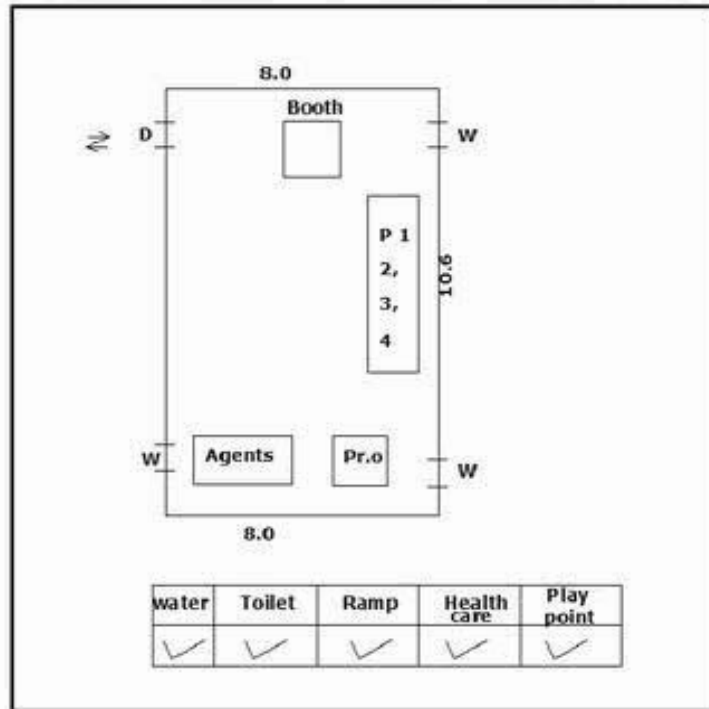 8.0
Booth
D
W
P 1
2,
3,
4
10.6
W
Agents
Pr.o
W
8.0
water Toilet Ramp Health care Play point